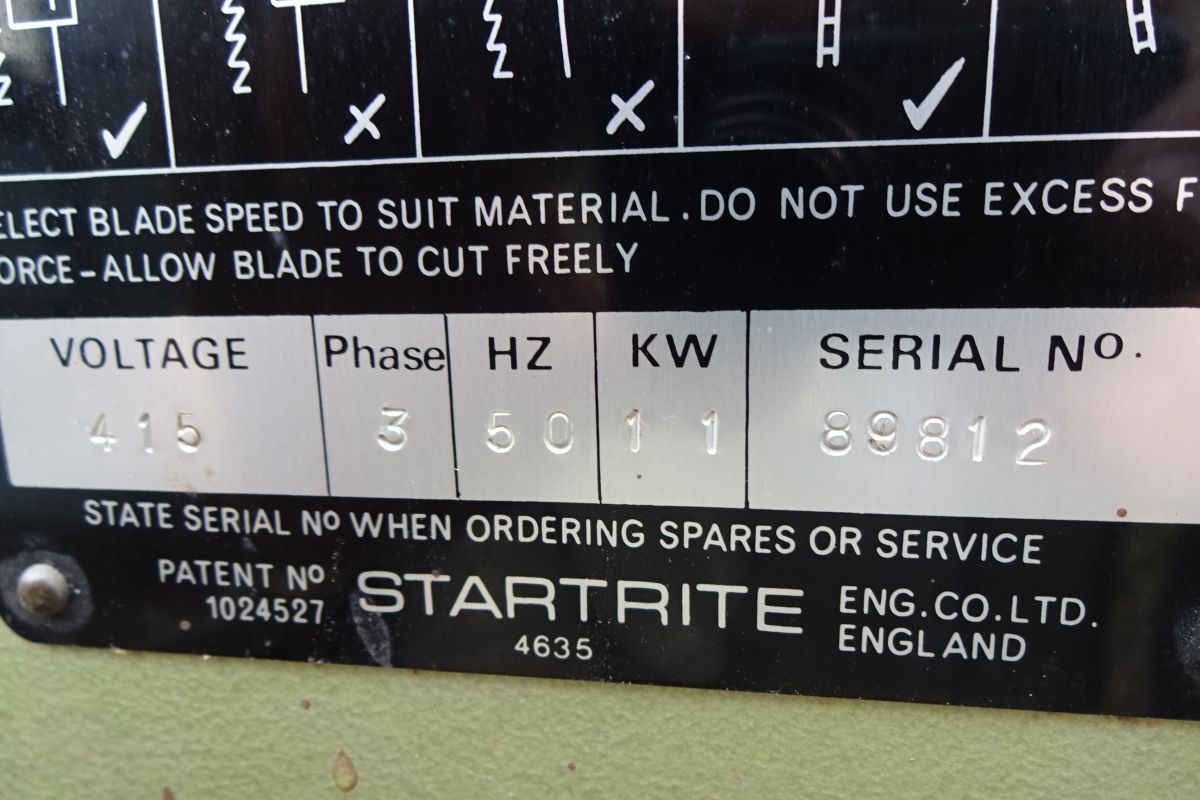 ELECT BLADE SPEED TO SUIT MATERIAL. DO NOT USE EXCESS F
ORCE-ALLOW BLADE TO CUT FREELY
VOLTAGE Phase HZ KW SERIAL Nº.
415 3 50 1 1 89812
STATE SERIAL Nº WHEN ORDERING SPARES OR SERVICE
PATENT Nº
1024527
STARTRITE
4635
ENG.CO.LTD.
ENGLAND